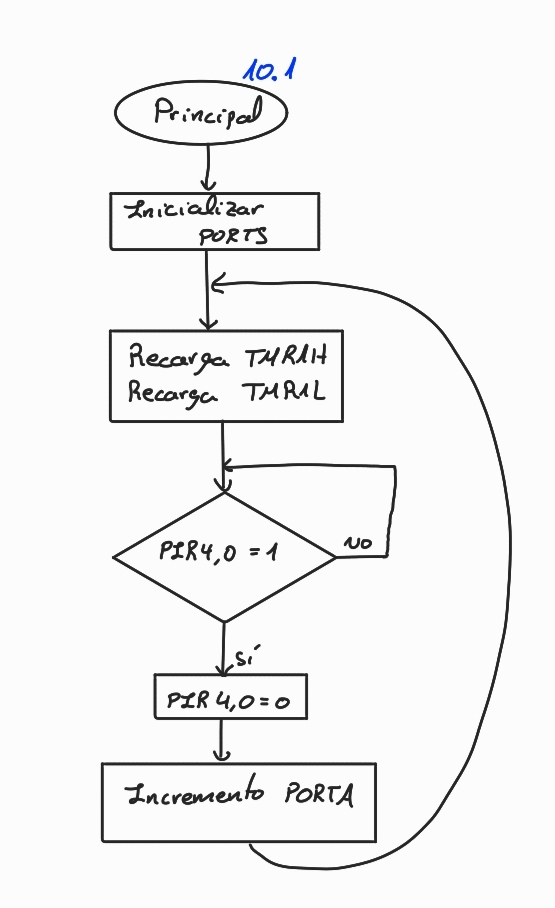 10.1
Principal
Inicializar
PORTS
Recarga TMR1H
Recarga TMR1L
PIR4,0 = 1
NO
sí
PIR4,0=0
Incremento PORTA